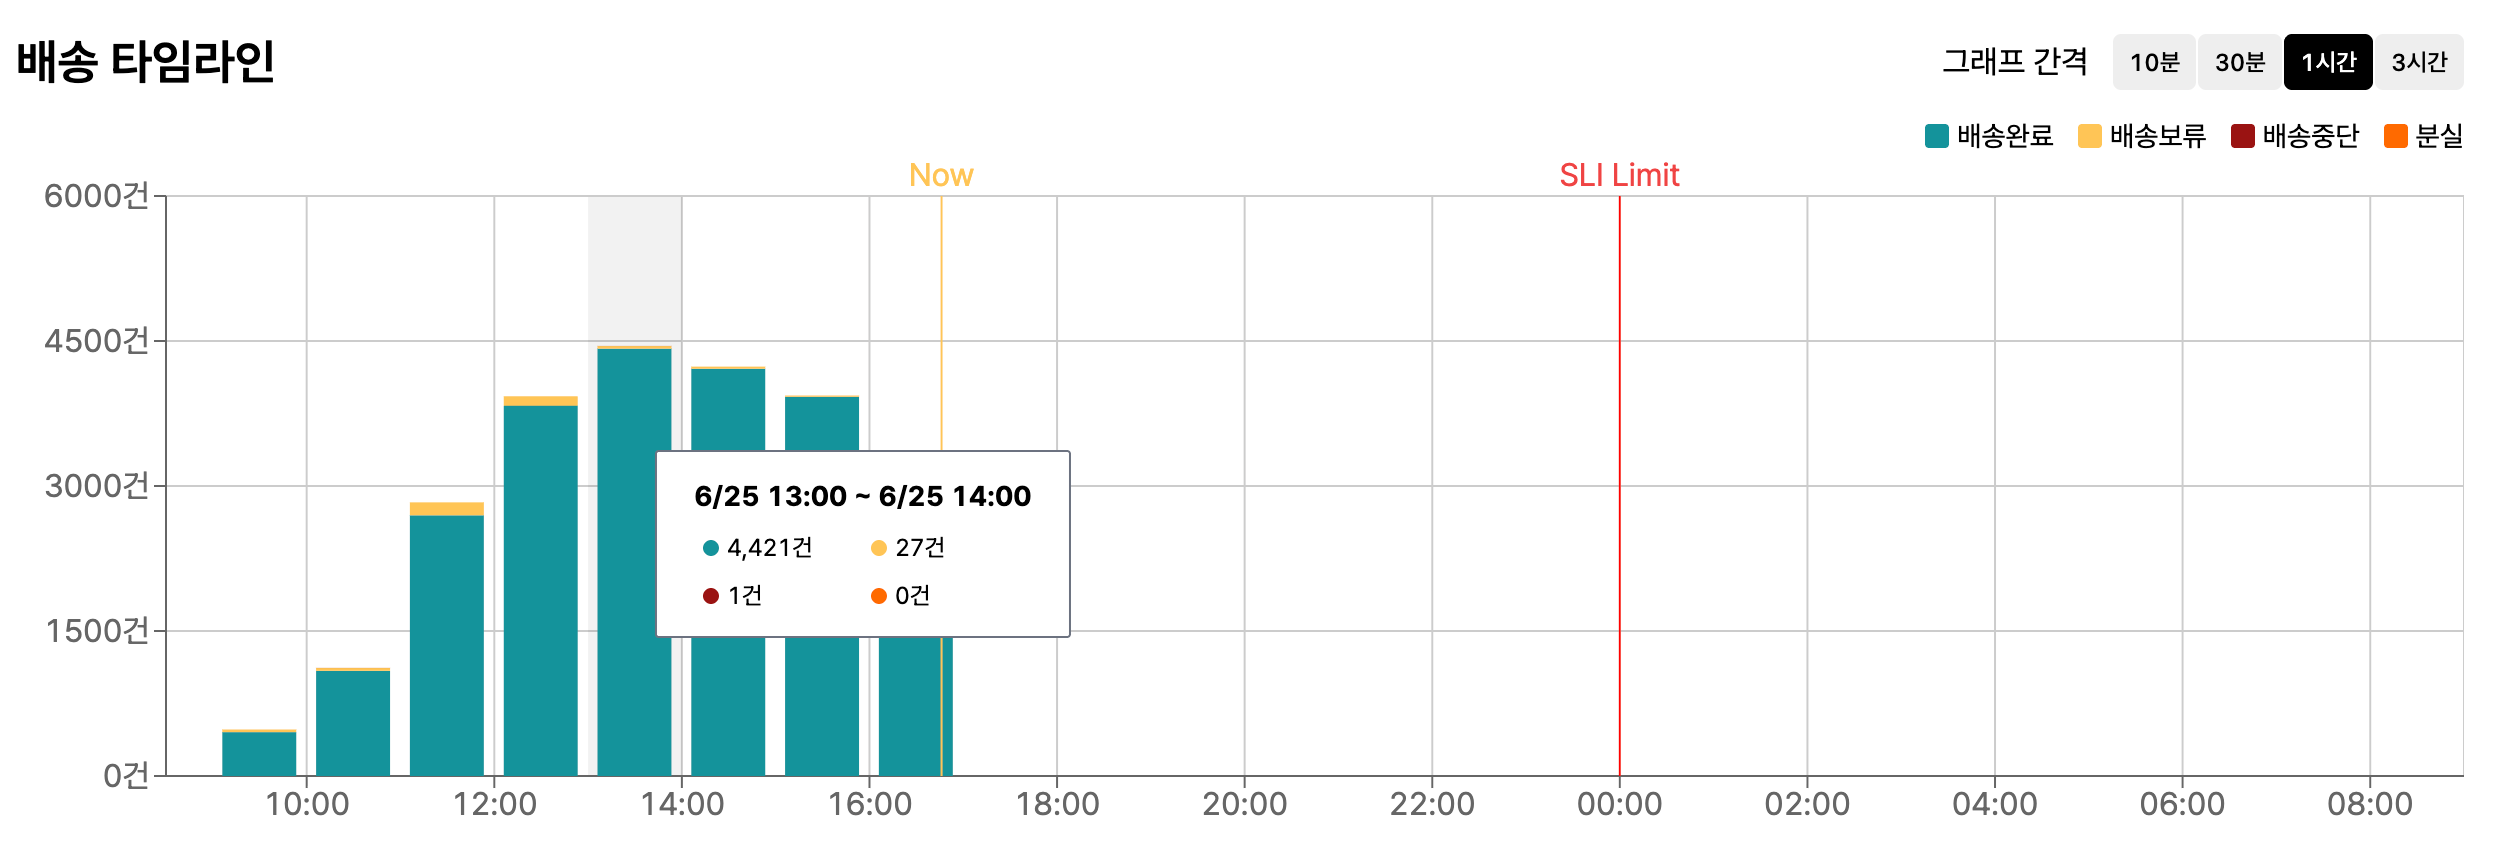 배송 타임라인
그래프 간격 10분 30분 1시간 3시간
배송완료 배송보류 배송중단 분실
Now SLI Limit
6000건
4500건
3000건
1500건
0건
6/25 13:00 ~ 6/25 14:00
4,421건 27건
1건 0건
10:00 12:00 14:00 16:00 18:00 20:00 22:00 00:00 02:00 04:00 06:00 08:00